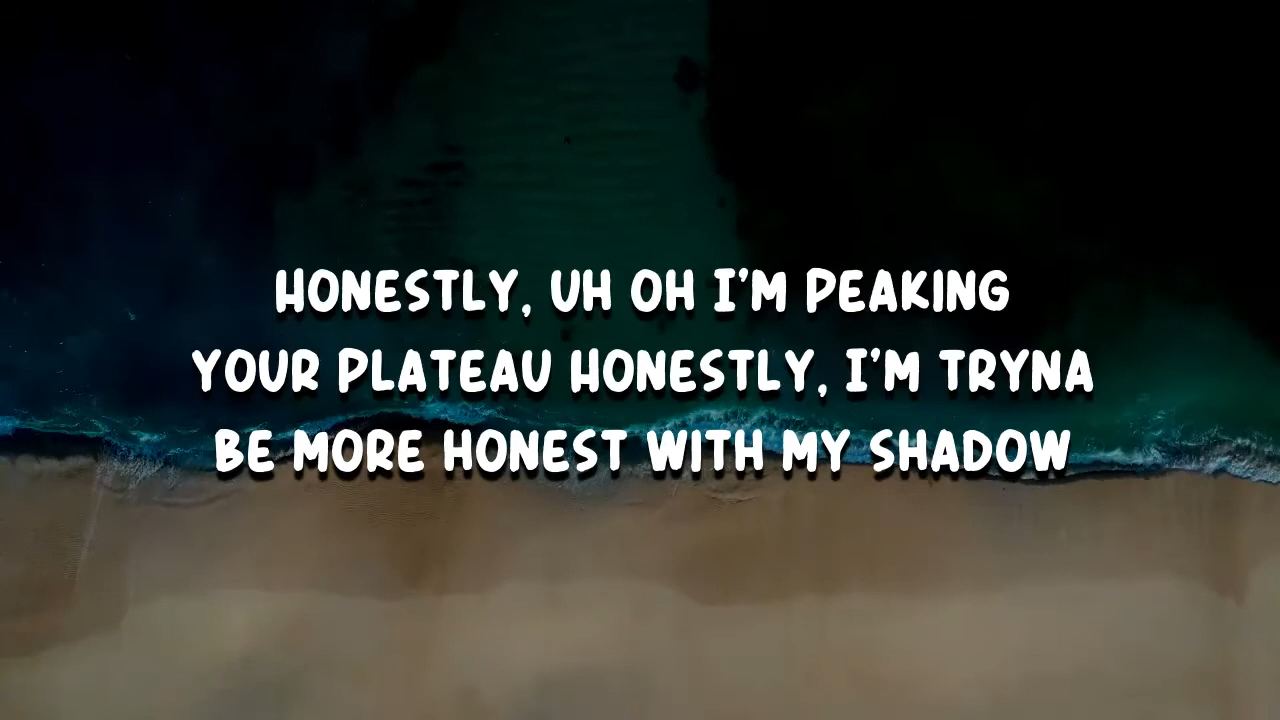 HONESTLY, UH OH I'M PEAKING
YOUR PLATEAU HONESTLY, I'M TRYNA
BE MORE HONEST WITH MY SHADOW